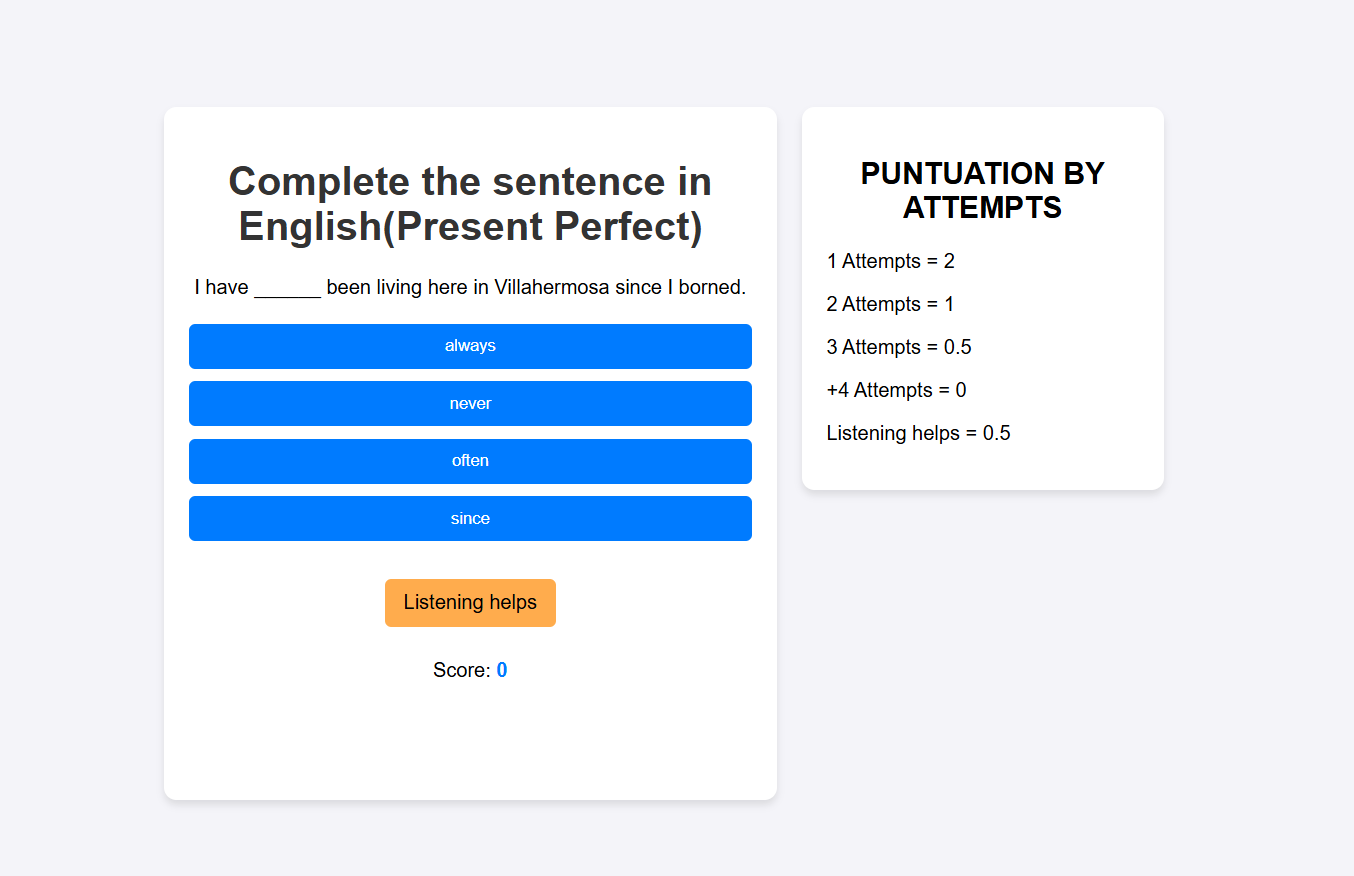 Complete the sentence in
English(Present Perfect)
I have ______ been living here in Villahermosa since I borned.
always
never
often
since
Listening helps
Score: 0
PUNTUATION BY
ATTEMPTS
1 Attempts = 2
2 Attempts = 1
3 Attempts = 0.5
+4 Attempts = 0
Listening helps = 0.5